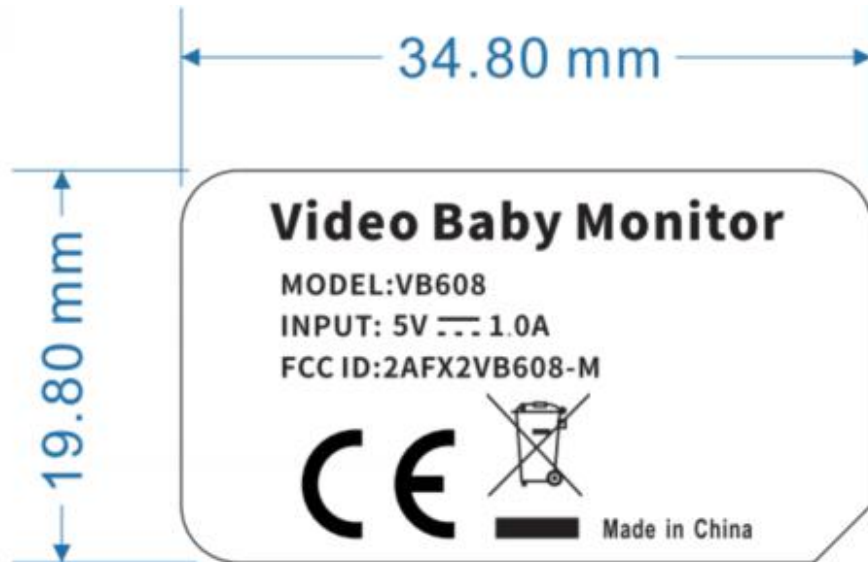 34.80 mm
19.80 mm
Video Baby Monitor
MODEL:VB608
INPUT: 5V ⎓ 1.0A
FCC ID:2AFX2VB608-M
CE
Made in China